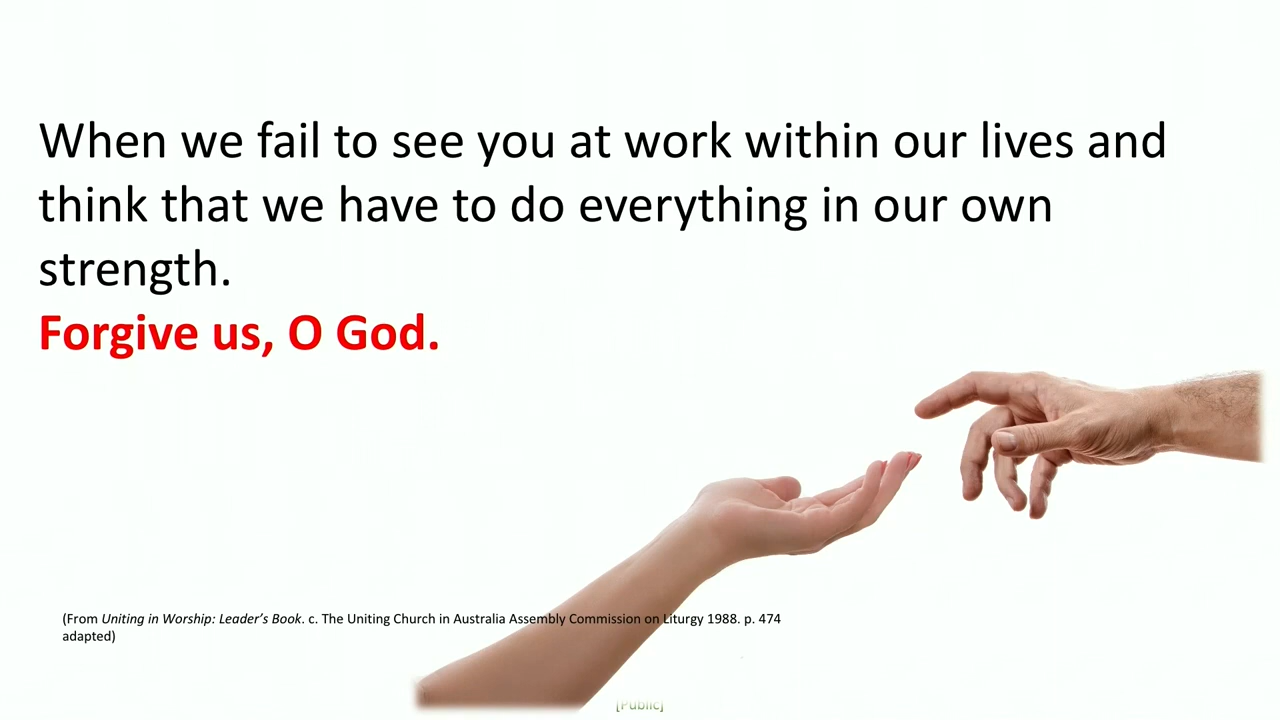 When we fail to see you at work within our lives and
think that we have to do everything in our own
strength.
Forgive us, O God.
(From Uniting in Worship: Leader’s Book. c. The Uniting Church in Australia Assembly Commission on Liturgy 1988. p. 474
adapted)
[Public]